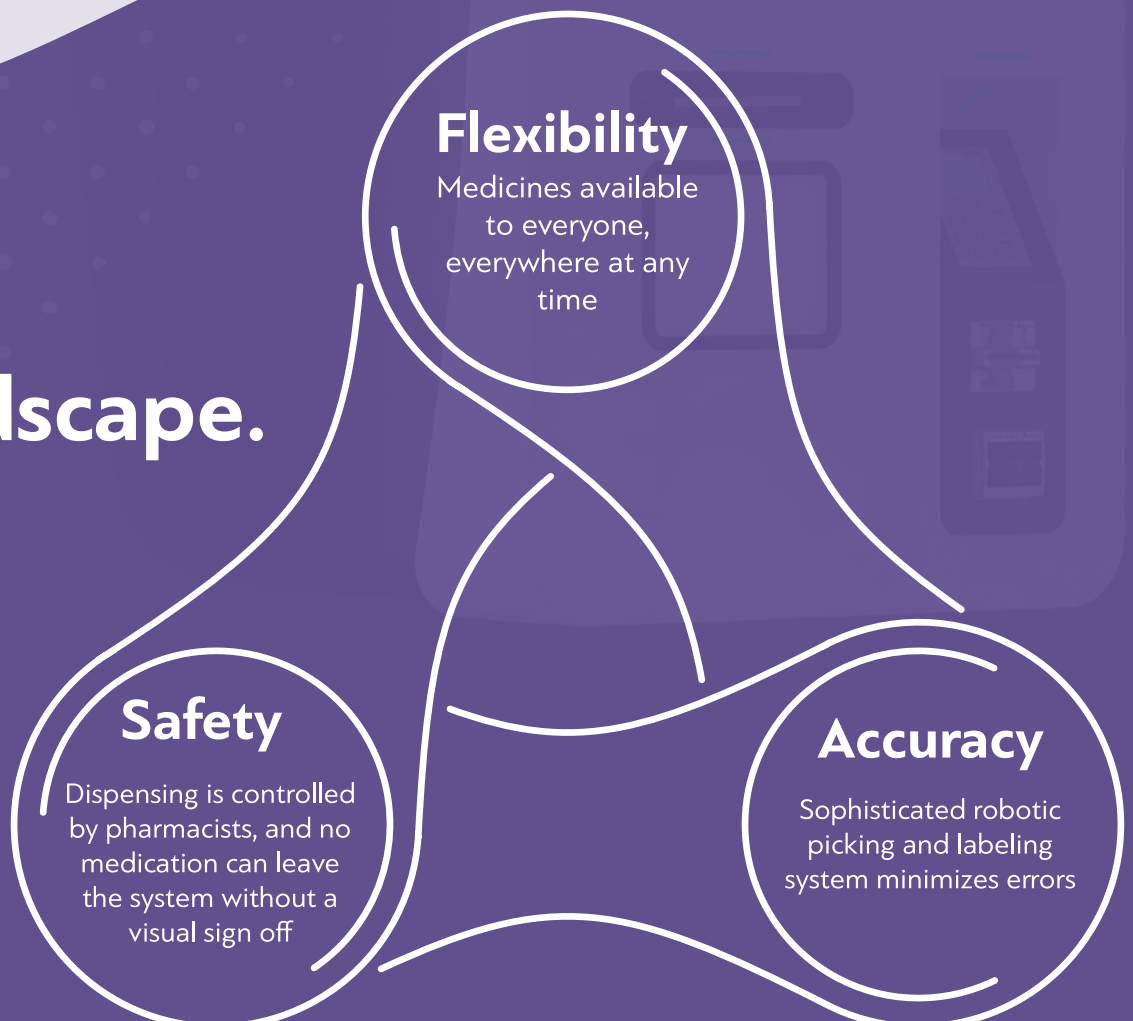 Flexibility
Medicines available
to everyone,
everywhere at any
time
dscape.
Safety
Dispensing is controlled
by pharmacists, and no
medication can leave
the system without a
visual sign off
Accuracy
Sophisticated robotic
picking and labeling
system minimizes errors